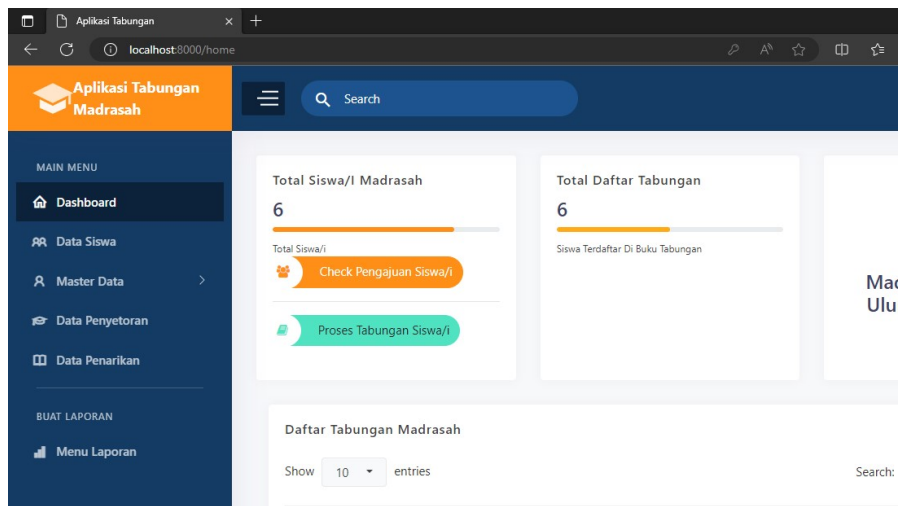 Aplikasi Tabungan
localhost:8000/home
Aplikasi Tabungan
Madrasah
Search
MAIN MENU
Dashboard
Data Siswa
Master Data
Data Penyetoran
Data Penarikan
BUAT LAPORAN
Menu Laporan
Total Siswa/I Madrasah
6
Total Siswa/i
Check Pengajuan Siswa/i
Proses Tabungan Siswa/i
Total Daftar Tabungan
6
Siswa Terdaftar Di Buku Tabungan
Ulu
Daftar Tabungan Madrasah
Show 10 entries
Search: